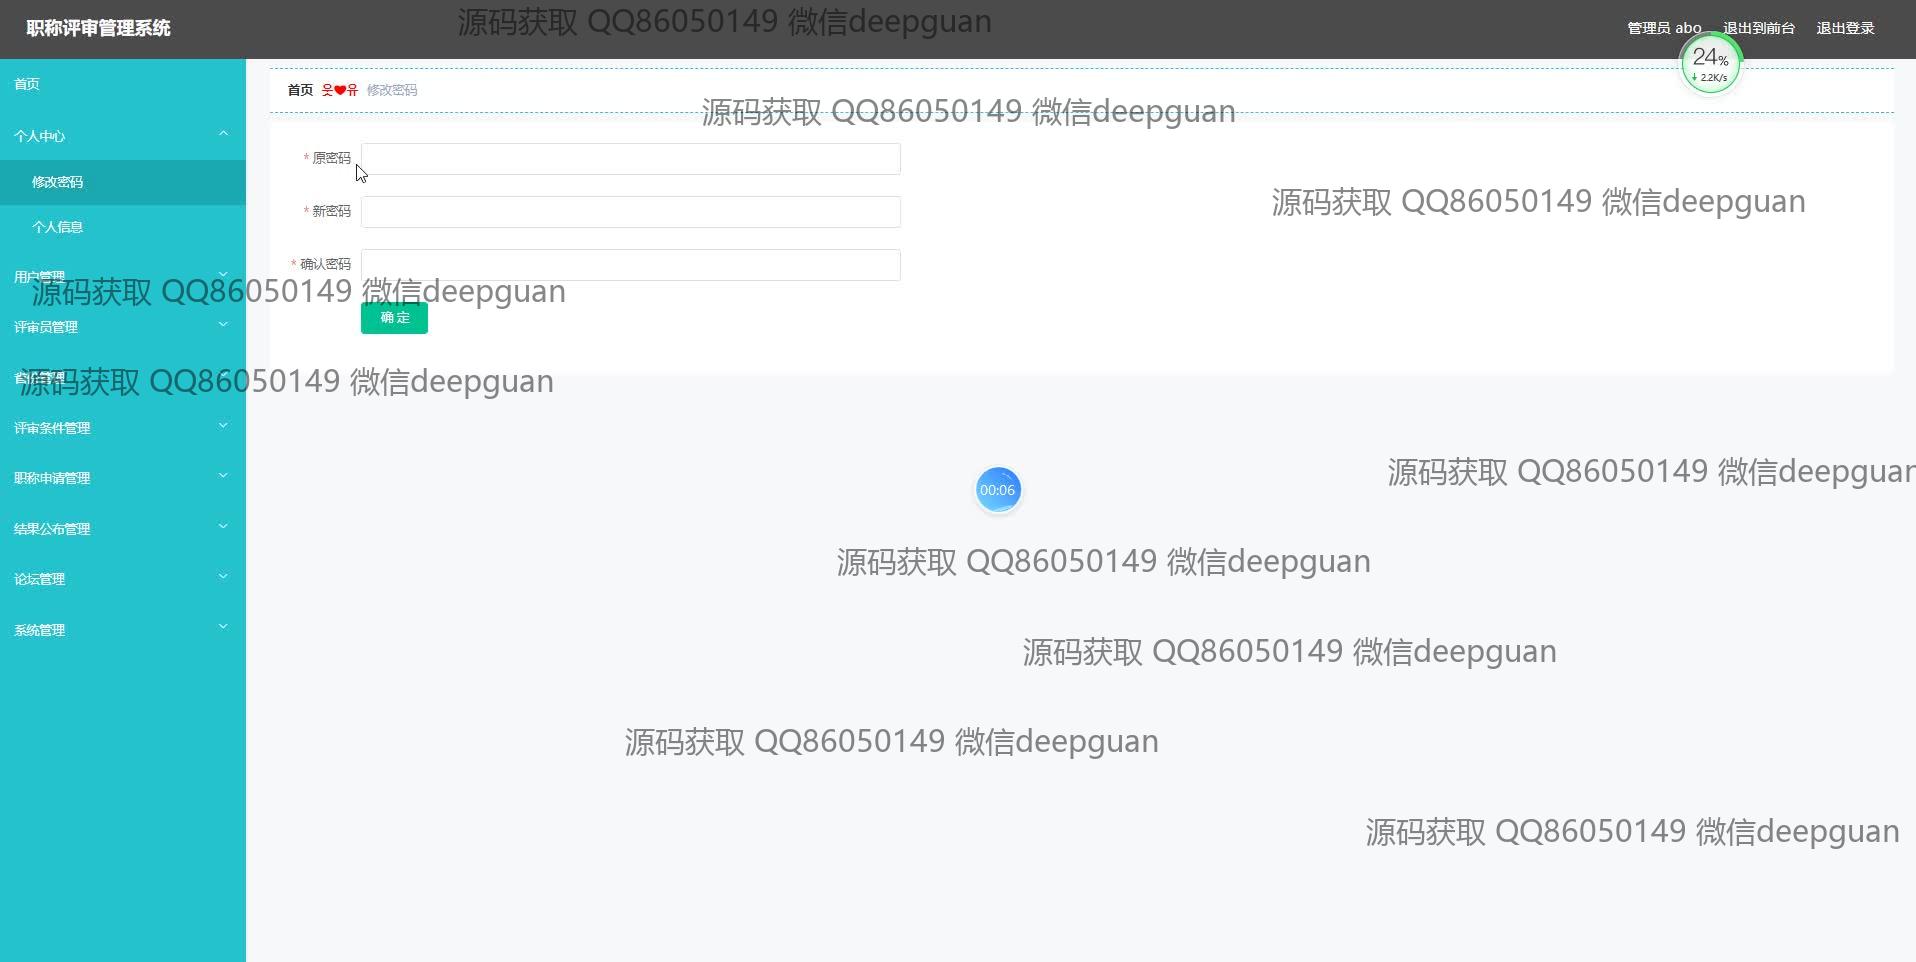 职称评审管理系统
源码获取 QQ86050149 微信deepguan
管理员 abo 退出到前台 退出登录
24%
↓ 2.2K/s
首页
个人中心
修改密码
个人信息
用户管理
评审员管理
评审条件管理
职称申请管理
结果公布管理
论坛管理
系统管理
首页 웃❤유 修改密码
源码获取 QQ86050149 微信deepguan
* 原密码
源码获取 QQ86050149 微信deepguan
* 新密码
* 确认密码
源码获取 QQ86050149 微信deepguan
确 定
源码获取 QQ86050149 微信deepguan
源码获取 QQ86050149 微信deepguan
00:06
源码获取 QQ86050149 微信deepguan
源码获取 QQ86050149 微信deepguan
源码获取 QQ86050149 微信deepguan
源码获取 QQ86050149 微信deepguan